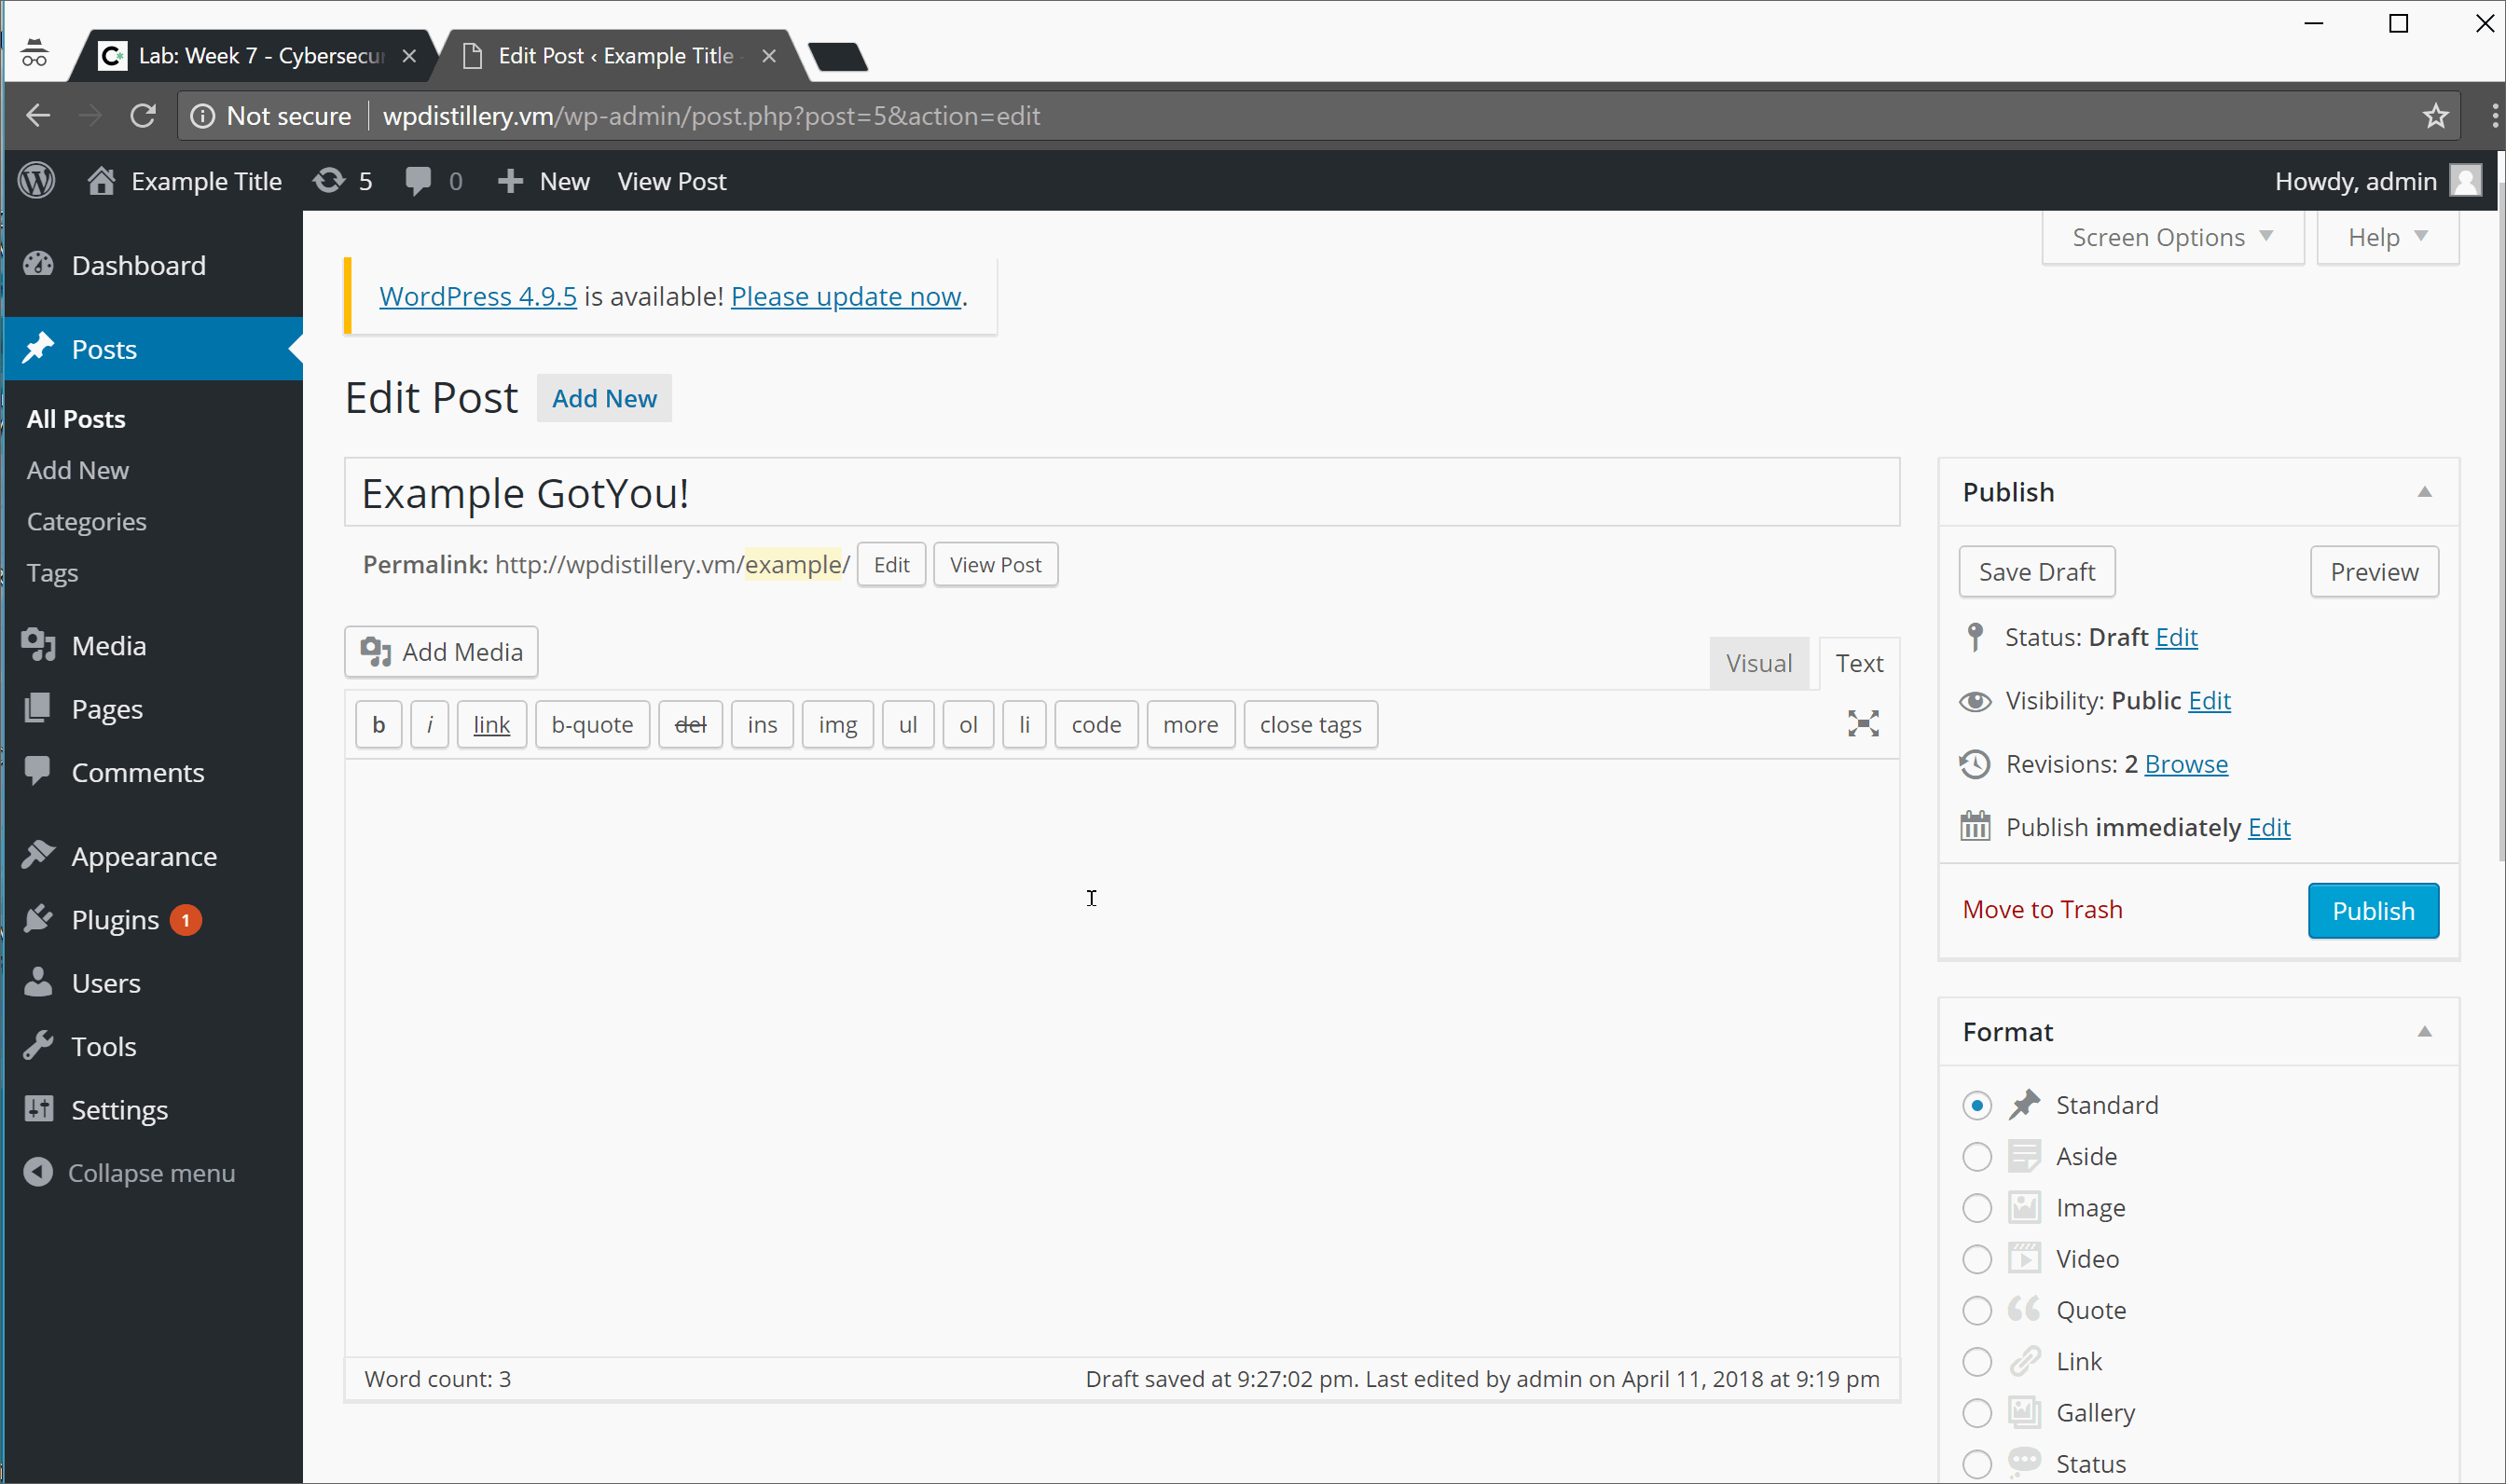 Lab: Week 7 - Cybersecur
Edit Post ‹ Example Title
Not secure
wpdistillery.vm/wp-admin/post.php?post=5&action=edit
Example Title
5
0
New
View Post
Howdy, admin
Screen Options
Help
Dashboard
Posts
All Posts
Add New
Categories
Tags
Media
Pages
Comments
Appearance
Plugins 1
Users
Tools
Settings
Collapse menu
WordPress 4.9.5 is available! Please update now.
Edit Post Add New
Example GotYou!
Permalink: http://wpdistillery.vm/example/ Edit View Post
Add Media
Visual Text
b i link b-quote del ins img ul ol li code more close tags
Word count: 3
Draft saved at 9:27:02 pm. Last edited by admin on April 11, 2018 at 9:19 pm
Publish
Save Draft Preview
Status: Draft Edit
Visibility: Public Edit
Revisions: 2 Browse
Publish immediately Edit
Move to Trash Publish
Format
Standard
Aside
Image
Video
Quote
Link
Gallery
Status